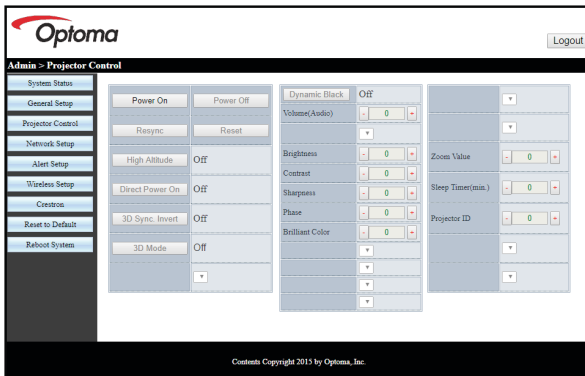 Optoma
Logout
Admin > Projector Control
System Status
General Setup
Projector Control
Network Setup
Alert Setup
Wireless Setup
Crestron
Reset to Default
Reboot System
Power On Power Off
Resync Reset
High Altitude Off
Direct Power On Off
3D Sync. Invert Off
3D Mode Off
Dynamic Black Off
Volume(Audio) - 0 +
Brightness - 0 +
Contrast - 0 +
Sharpness - 0 +
Phase - 0 +
Brilliant Color - 0 +
Zoom Value - 0 +
Sleep Timer(min.) - 0 +
Projector ID - 0 +
Contents Copyright 2015 by Optoma, Inc.